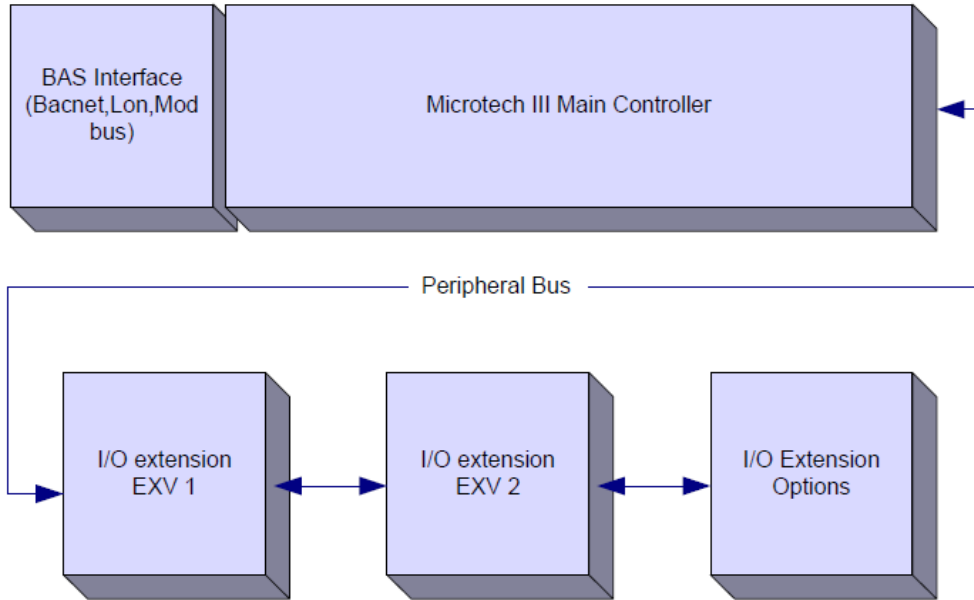 BAS Interface
(Bacnet,Lon,Mod
bus)
Microtech III Main Controller
Peripheral Bus
I/O extension
EXV 1
I/O extension
EXV 2
I/O Extension
Options